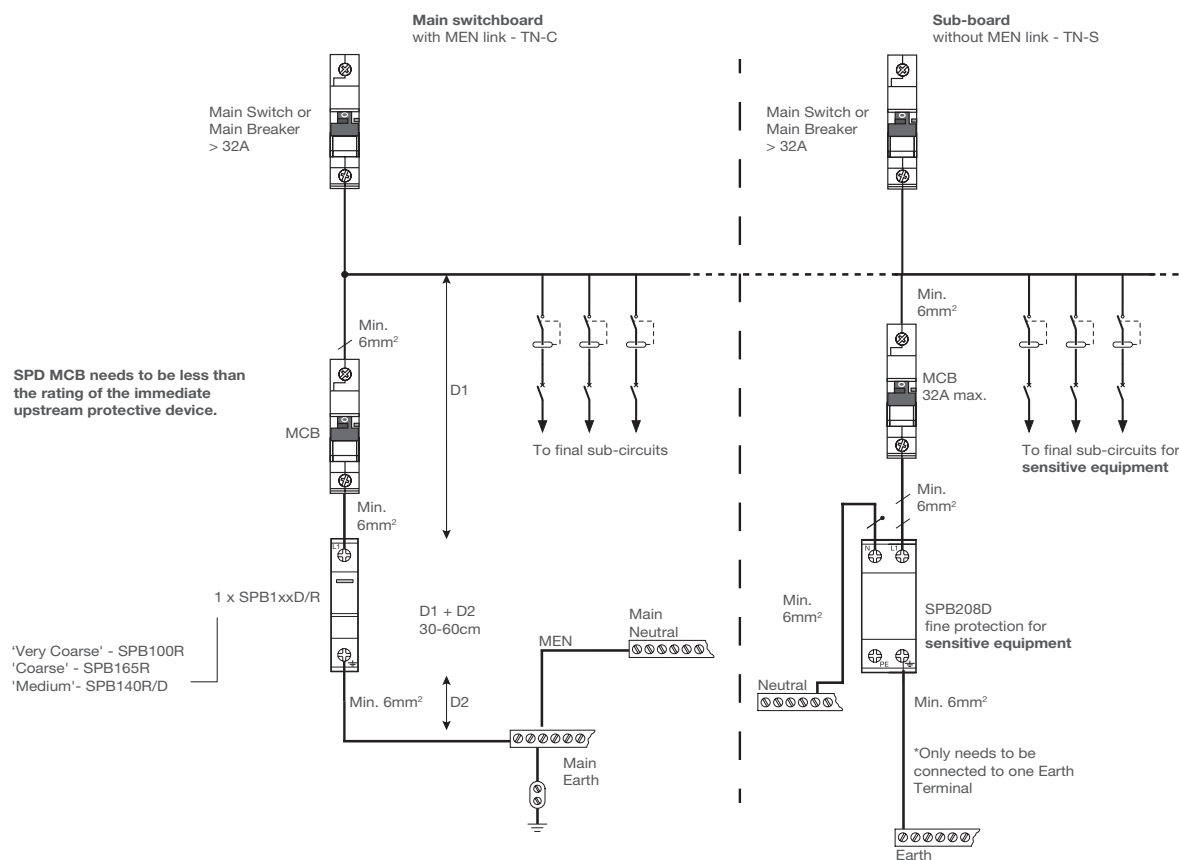 Main switchboard
with MEN link - TN-C
Sub-board
without MEN link - TN-S
Main Switch or
Main Breaker
> 32A
Main Switch or
Main Breaker
> 32A
Min.
6mm²
SPD MCB needs to be less than
the rating of the immediate
upstream protective device.
MCB
D1
To final sub-circuits
Min.
6mm²
L1
1 x SPB1xxD/R
'Very Coarse' - SPB100R
'Coarse' - SPB165R
'Medium'- SPB140R/D
D1 + D2
30-60cm
Min. 6mm²
D2
MEN
Main
Neutral
Main
Earth
Min.
6mm²
MCB
32A max.
To final sub-circuits for
sensitive equipment
Min.
6mm²
N
L1
Min.
6mm²
Neutral
SPB208D
fine protection for
sensitive equipment
PE
Min. 6mm²
*Only needs to be
connected to one Earth
Terminal
Earth